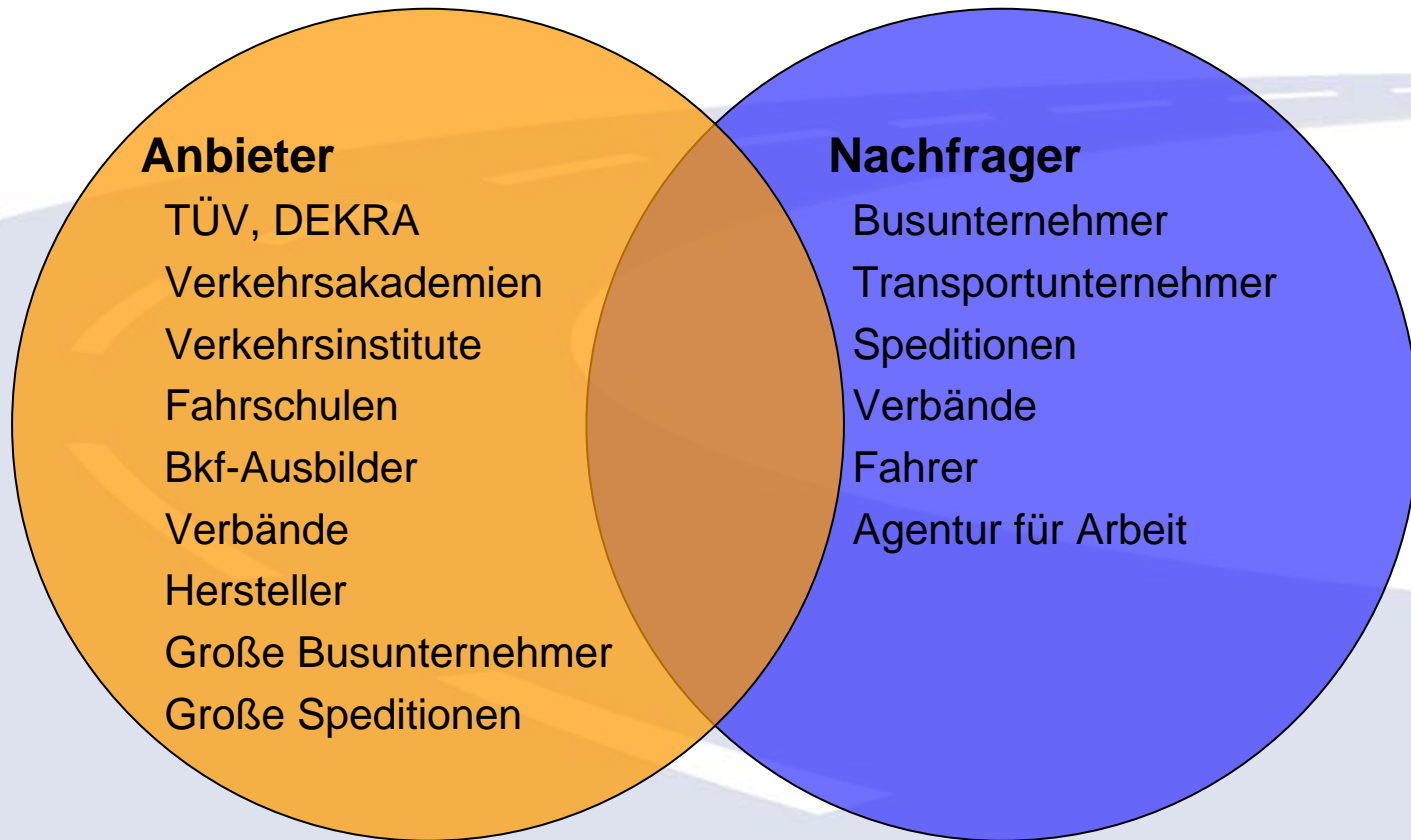 Anbieter
TÜV, DEKRA
Verkehrsakademien
Verkehrsinstitute
Fahrschulen
Bkf-Ausbilder
Verbände
Hersteller
Große Busunternehmer
Große Speditionen
Nachfrager
Busunternehmer
Transportunternehmer
Speditionen
Verbände
Fahrer
Agentur für Arbeit